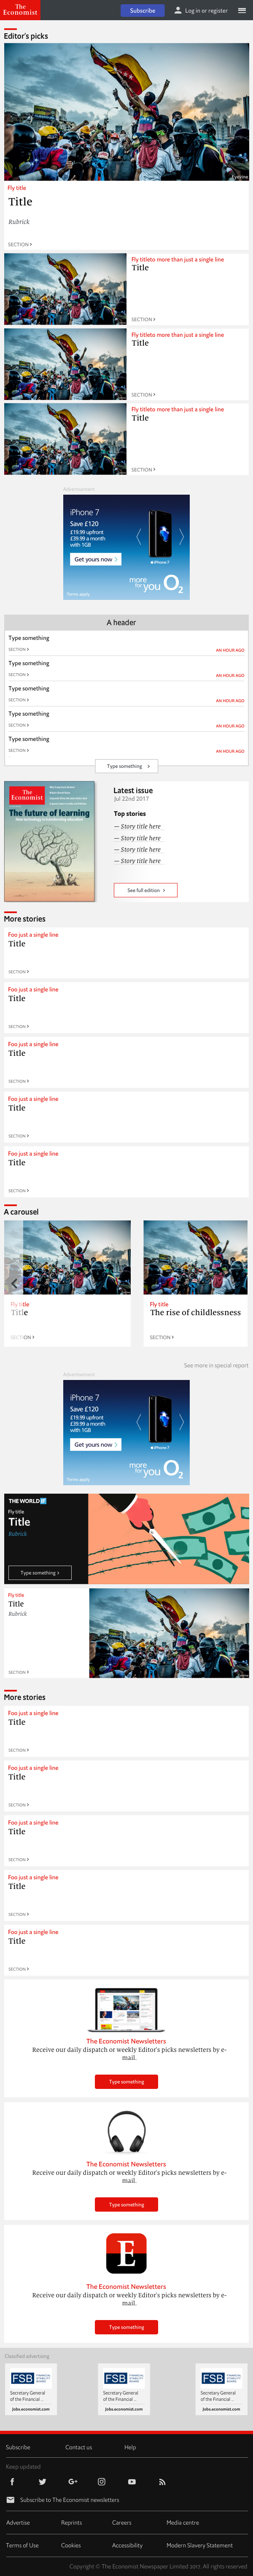 The
Economist
Subscribe
Log in or register
Editor's picks
Eyevine
Fly title
Title
Rubrick
SECTION
Fly titleto more than just a single line
Title
SECTION
Fly titleto more than just a single line
Title
SECTION
Fly titleto more than just a single line
Title
SECTION
Advertisement
iPhone 7
Save £120
£19.99 upfront
£39.99 a month
with 1GB
Get yours now
iPhone 7
more for you O2
Terms apply
A header
Type something
SECTION
AN HOUR AGO
Type something
SECTION
AN HOUR AGO
Type something
SECTION
AN HOUR AGO
Type something
SECTION
AN HOUR AGO
Type something
SECTION
AN HOUR AGO
Type something
The
Economist
The future of learning
Latest issue
Jul 22nd 2017
Top stories
— Story title here
— Story title here
— Story title here
— Story title here
See full edition
More stories
Foo just a single line
Title
SECTION
Foo just a single line
Title
SECTION
Foo just a single line
Title
SECTION
Foo just a single line
Title
SECTION
Foo just a single line
Title
SECTION
A carousel
Fly title
Title
SECTION
Fly title
The rise of childlessness
SECTION
See more in special report
Advertisement
iPhone 7
Save £120
£19.99 upfront
£39.99 a month
with 1GB
Get yours now
iPhone 7
more for you O2
Terms apply
THE WORLD IF
Fly title
Title
Rubrick
Type something
Fly title
Title
Rubrick
SECTION
More stories
Foo just a single line
Title
SECTION
Foo just a single line
Title
SECTION
Foo just a single line
Title
SECTION
Foo just a single line
Title
SECTION
Foo just a single line
Title
SECTION
The Economist Newsletters
Receive our daily dispatch or weekly Editor's picks newsletters by e-
mail.
Type something
The Economist Newsletters
Receive our daily dispatch or weekly Editor's picks newsletters by e-
mail.
Type something
E
The Economist Newsletters
Receive our daily dispatch or weekly Editor's picks newsletters by e-
mail.
Type something
Classified advertising
FSB
Secretary General
of the Financial ...
Jobs.economist.com
FSB
Secretary General
of the Financial ...
Jobs.economist.com
FSB
Secretary General
of the Financial ...
Jobs.economist.com
Subscribe
Contact us
Help
Keep updated
Subscribe to The Economist newsletters
Advertise
Reprints
Careers
Media centre
Terms of Use
Cookies
Accessibility
Modern Slavery Statement
Copyright © The Economist Newspaper Limited 2017. All rights reserved.